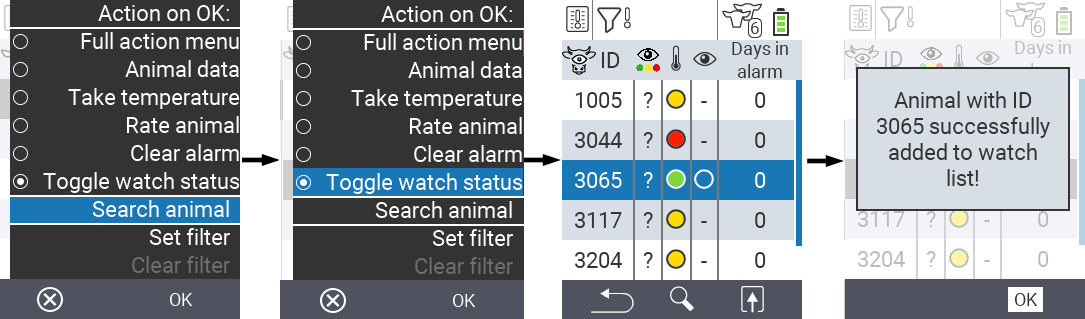 Action on OK:
Full action menu
Animal data
Take temperature
Rate animal
Clear alarm
Toggle watch status
Search animal
Set filter
Clear filter
OK
Action on OK:
Full action menu
Animal data
Take temperature
Rate animal
Clear alarm
Toggle watch status
Search animal
Set filter
Clear filter
OK
6
ID Days in
alarm
1005 ? - 0
3044 ? - 0
3065 ? 0
3117 ? - 0
3204 ? - 0
6
ID Days in
Animal with ID
3065 successfully
added to watch
list!
3117 ? - 0
3204 ? - 0
OK